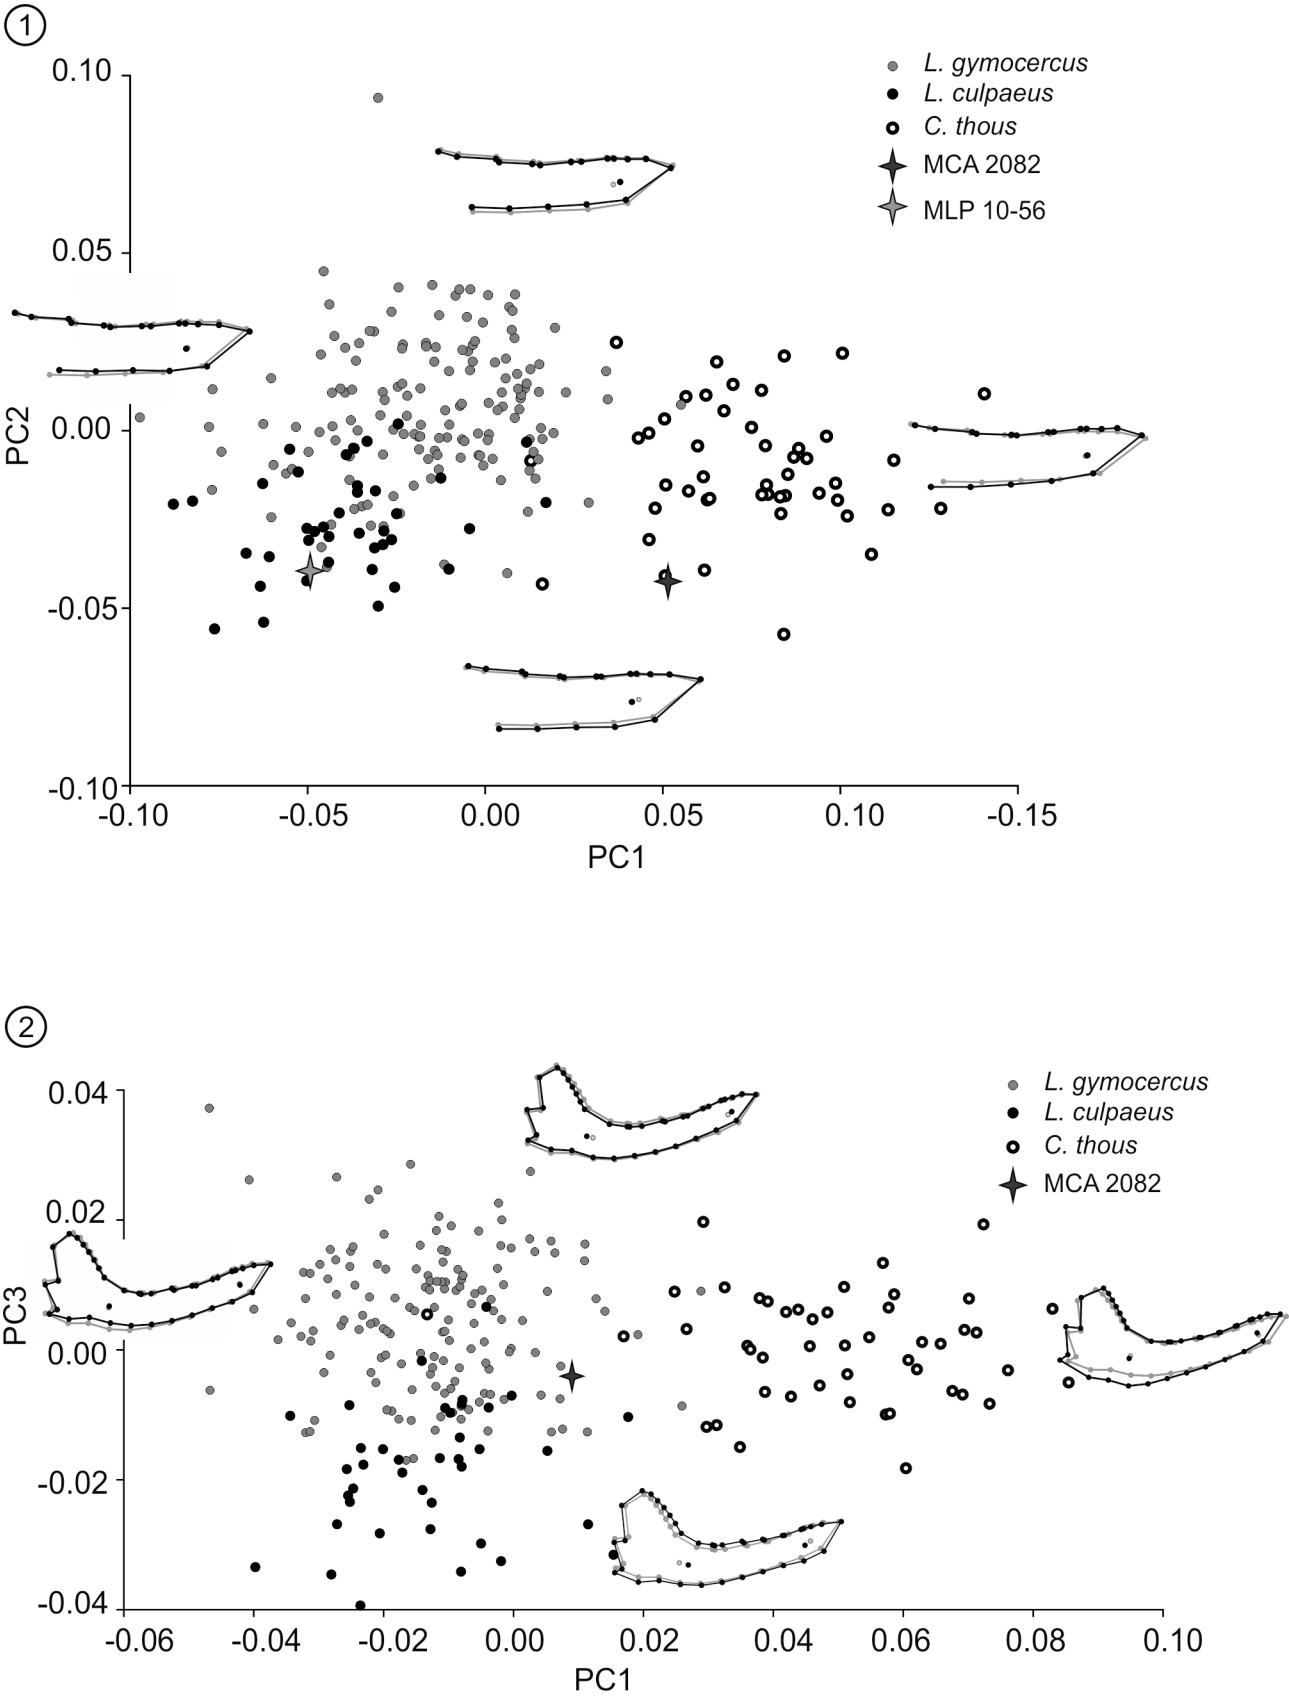 1
0.10
0.05
0.00
-0.05
-0.10
PC2
-0.10 -0.05 0.00 0.05 0.10 -0.15
PC1
L. gymocercus
L. culpaeus
C. thous
MCA 2082
MLP 10-56
2
0.04
0.02
0.00
-0.02
-0.04
PC3
-0.06 -0.04 -0.02 0.00 0.02 0.04 0.06 0.08 0.10
PC1
L. gymocercus
L. culpaeus
C. thous
MCA 2082